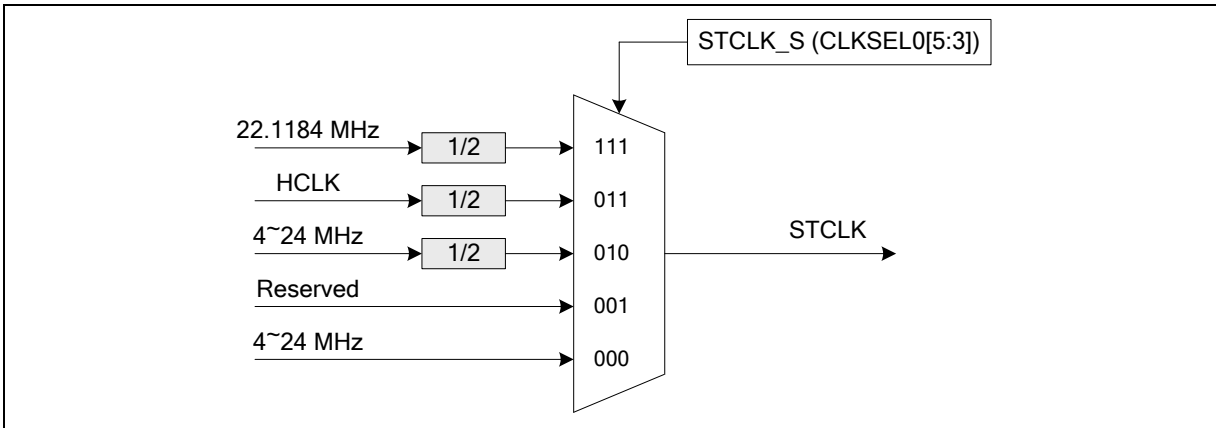 STCLK_S (CLKSEL0[5:3])
22.1184 MHz
1/2
111
HCLK
1/2
011
4~24 MHz
1/2
010
STCLK
Reserved
001
4~24 MHz
000